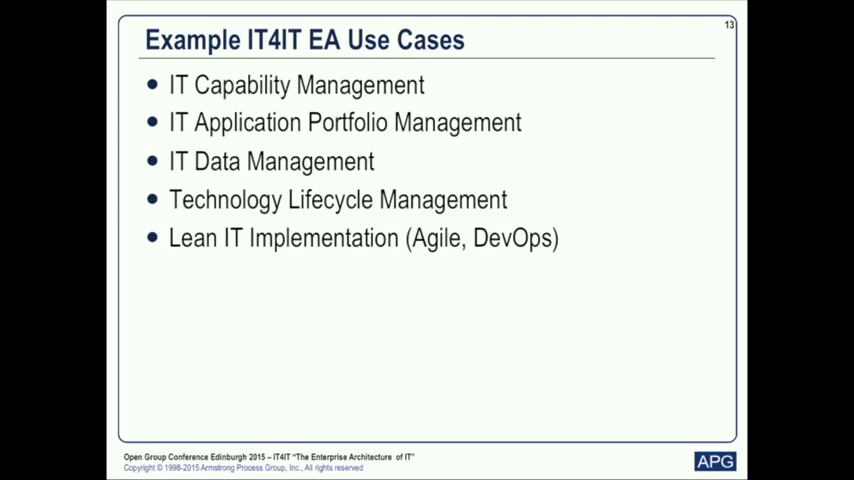 13
Example IT4IT EA Use Cases
• IT Capability Management
• IT Application Portfolio Management
• IT Data Management
• Technology Lifecycle Management
• Lean IT Implementation (Agile, DevOps)
Open Group Conference Edinburgh 2015 – IT4IT “The Enterprise Architecture of IT”
Copyright © 1998-2015 Armstrong Process Group, Inc., All rights reserved
APG